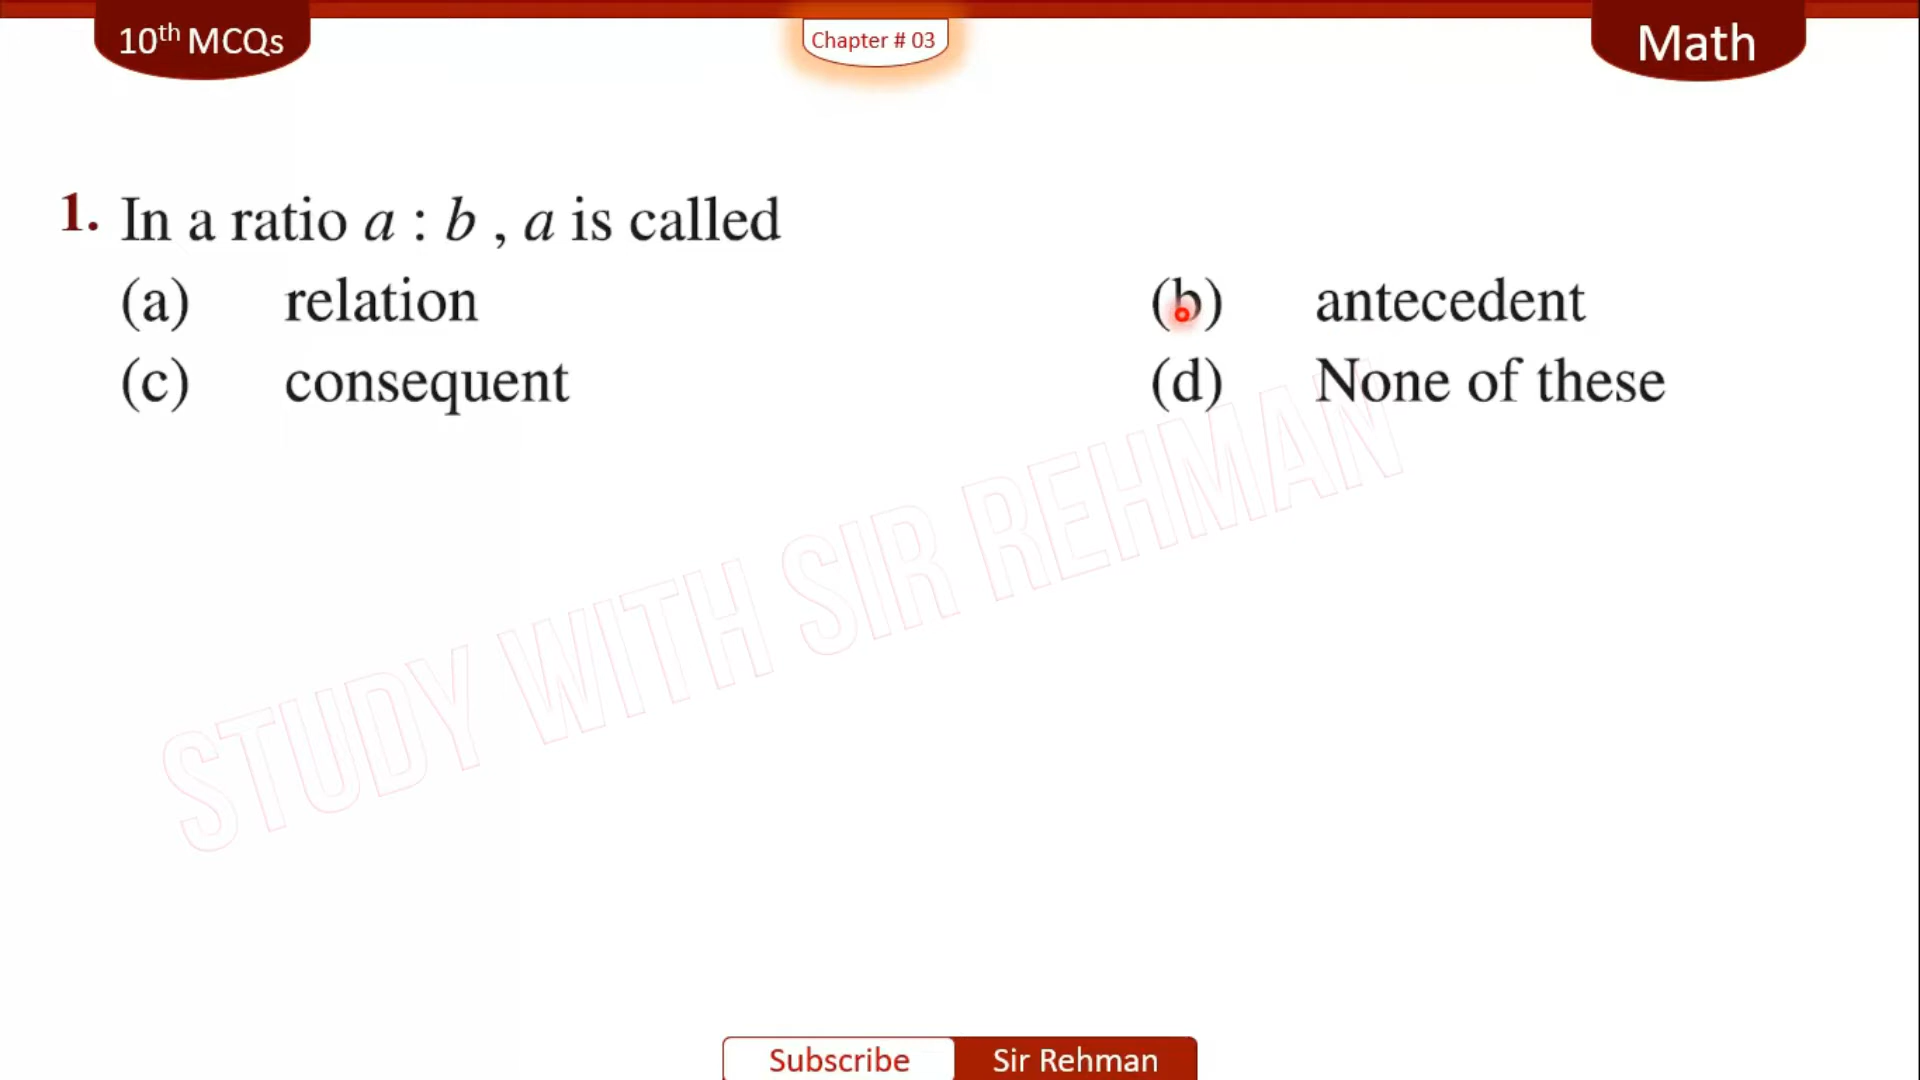 10th MCQs
Chapter # 03
Math
1. In a ratio a : b , a is called
(a) relation (b) antecedent
(c) consequent (d) None of these
STUDY WITH SIR REHMAN
Subscribe Sir Rehman